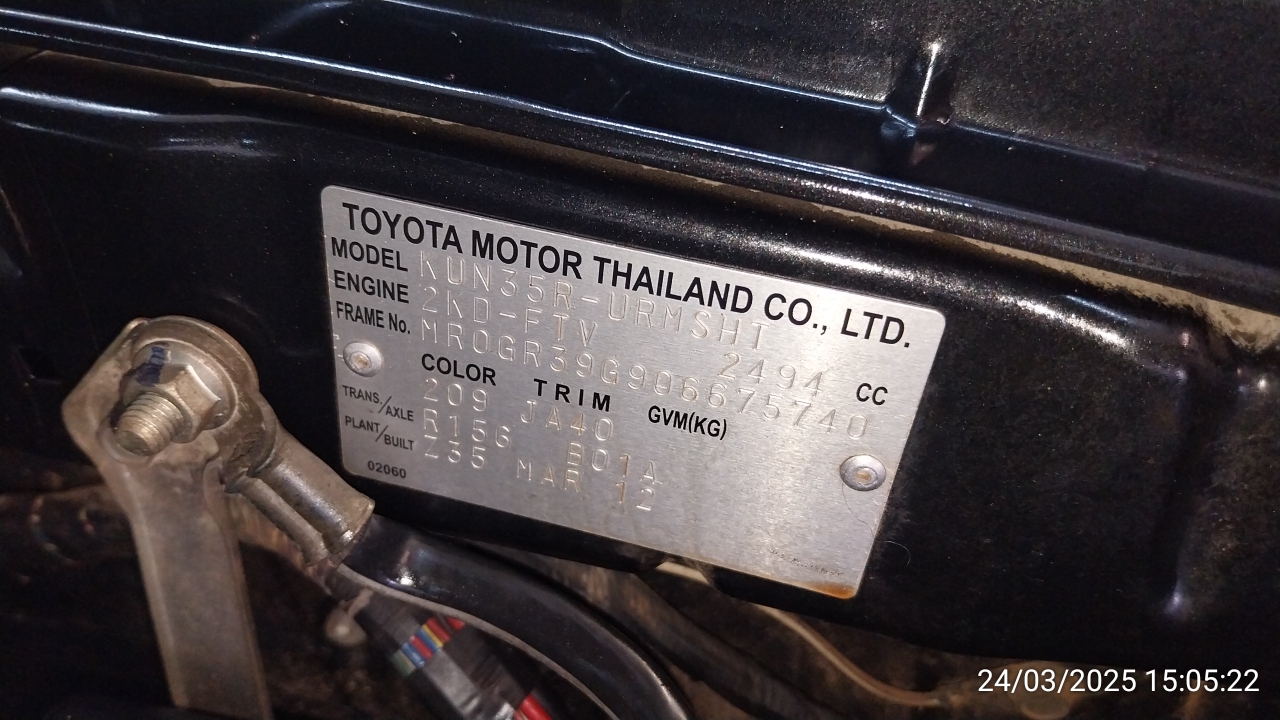 TOYOTA MOTOR THAILAND CO., LTD.
MODEL KUN35R-URMSHT
ENGINE 2KD-FTV 2494 CC
FRAME No. MR0GR39G906675740
COLOR TRIM GVM(KG)
209 JA40
TRANS./AXLE R156 B01A
PLANT/BUILT Z35 MAR 12
02060
24/03/2025 15:05:22